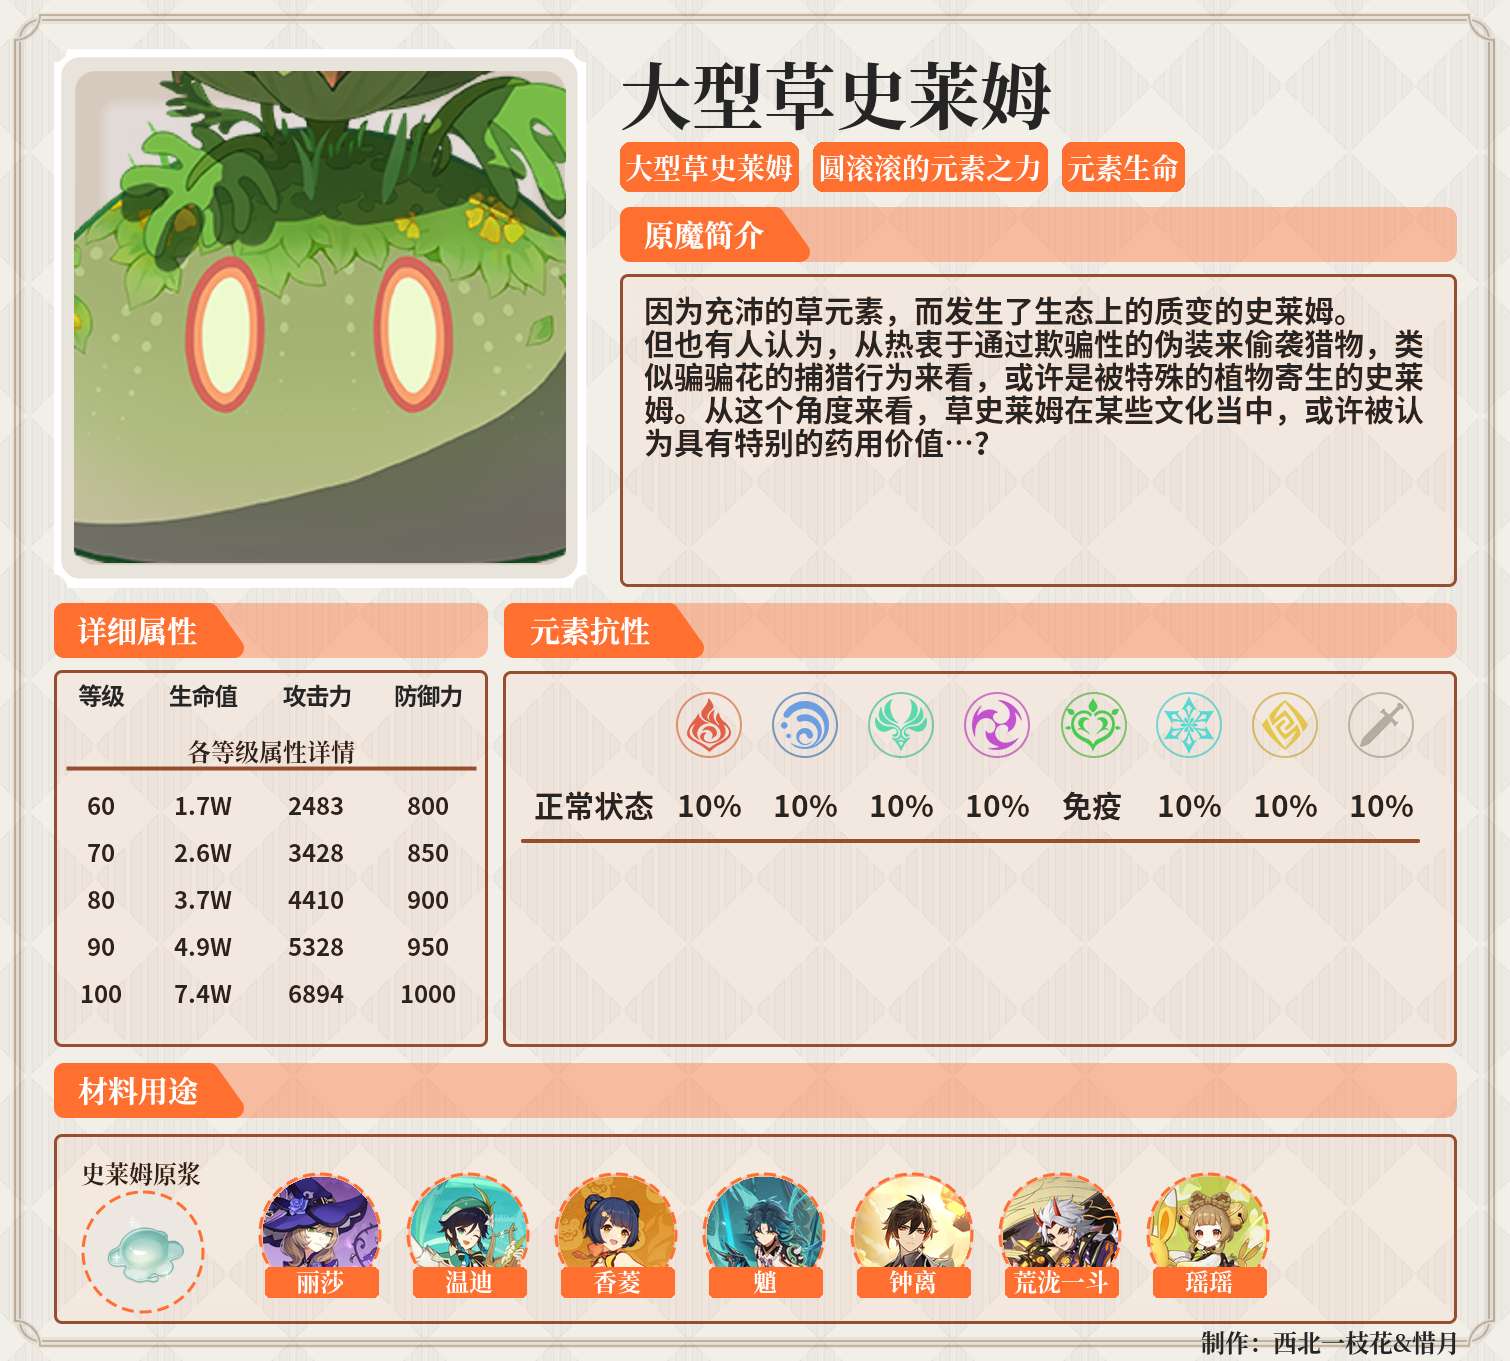 大型草史莱姆
大型草史莱姆 圆滚滚的元素之力 元素生命
原魔简介
因为充沛的草元素，而发生了生态上的质变的史莱姆。
但也有人认为，从热衷于通过欺骗性的伪装来偷袭猎物，类
似骗骗花的捕猎行为来看，或许是被特殊的植物寄生的史莱
姆。从这个角度来看，草史莱姆在某些文化当中，或许被认
为具有特别的药用价值…？
详细属性 元素抗性
等级 生命值 攻击力 防御力
各等级属性详情
60 1.7W 2483 800
70 2.6W 3428 850
80 3.7W 4410 900
90 4.9W 5328 950
100 7.4W 6894 1000
正常状态 10% 10% 10% 10% 免疫 10% 10% 10%
材料用途
史莱姆原浆
丽莎 温迪 香菱 魈 钟离 荒泷一斗 瑶瑶
制作：西北一枝花&惜月